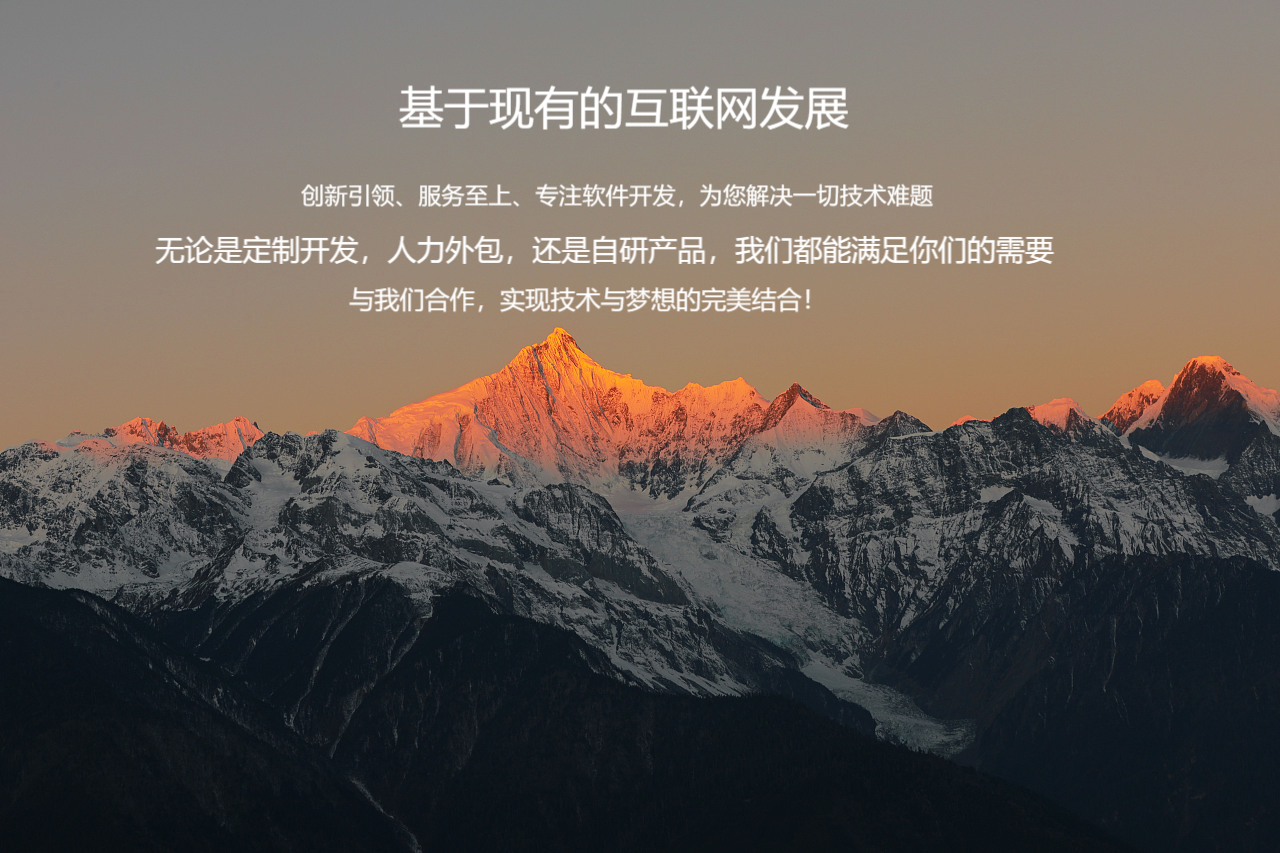 基于现有的互联网发展
创新引领、服务至上、专注软件开发，为您解决一切技术难题
无论是定制开发，人力外包，还是自研产品，我们都能满足你们的需要
与我们合作，实现技术与梦想的完美结合！